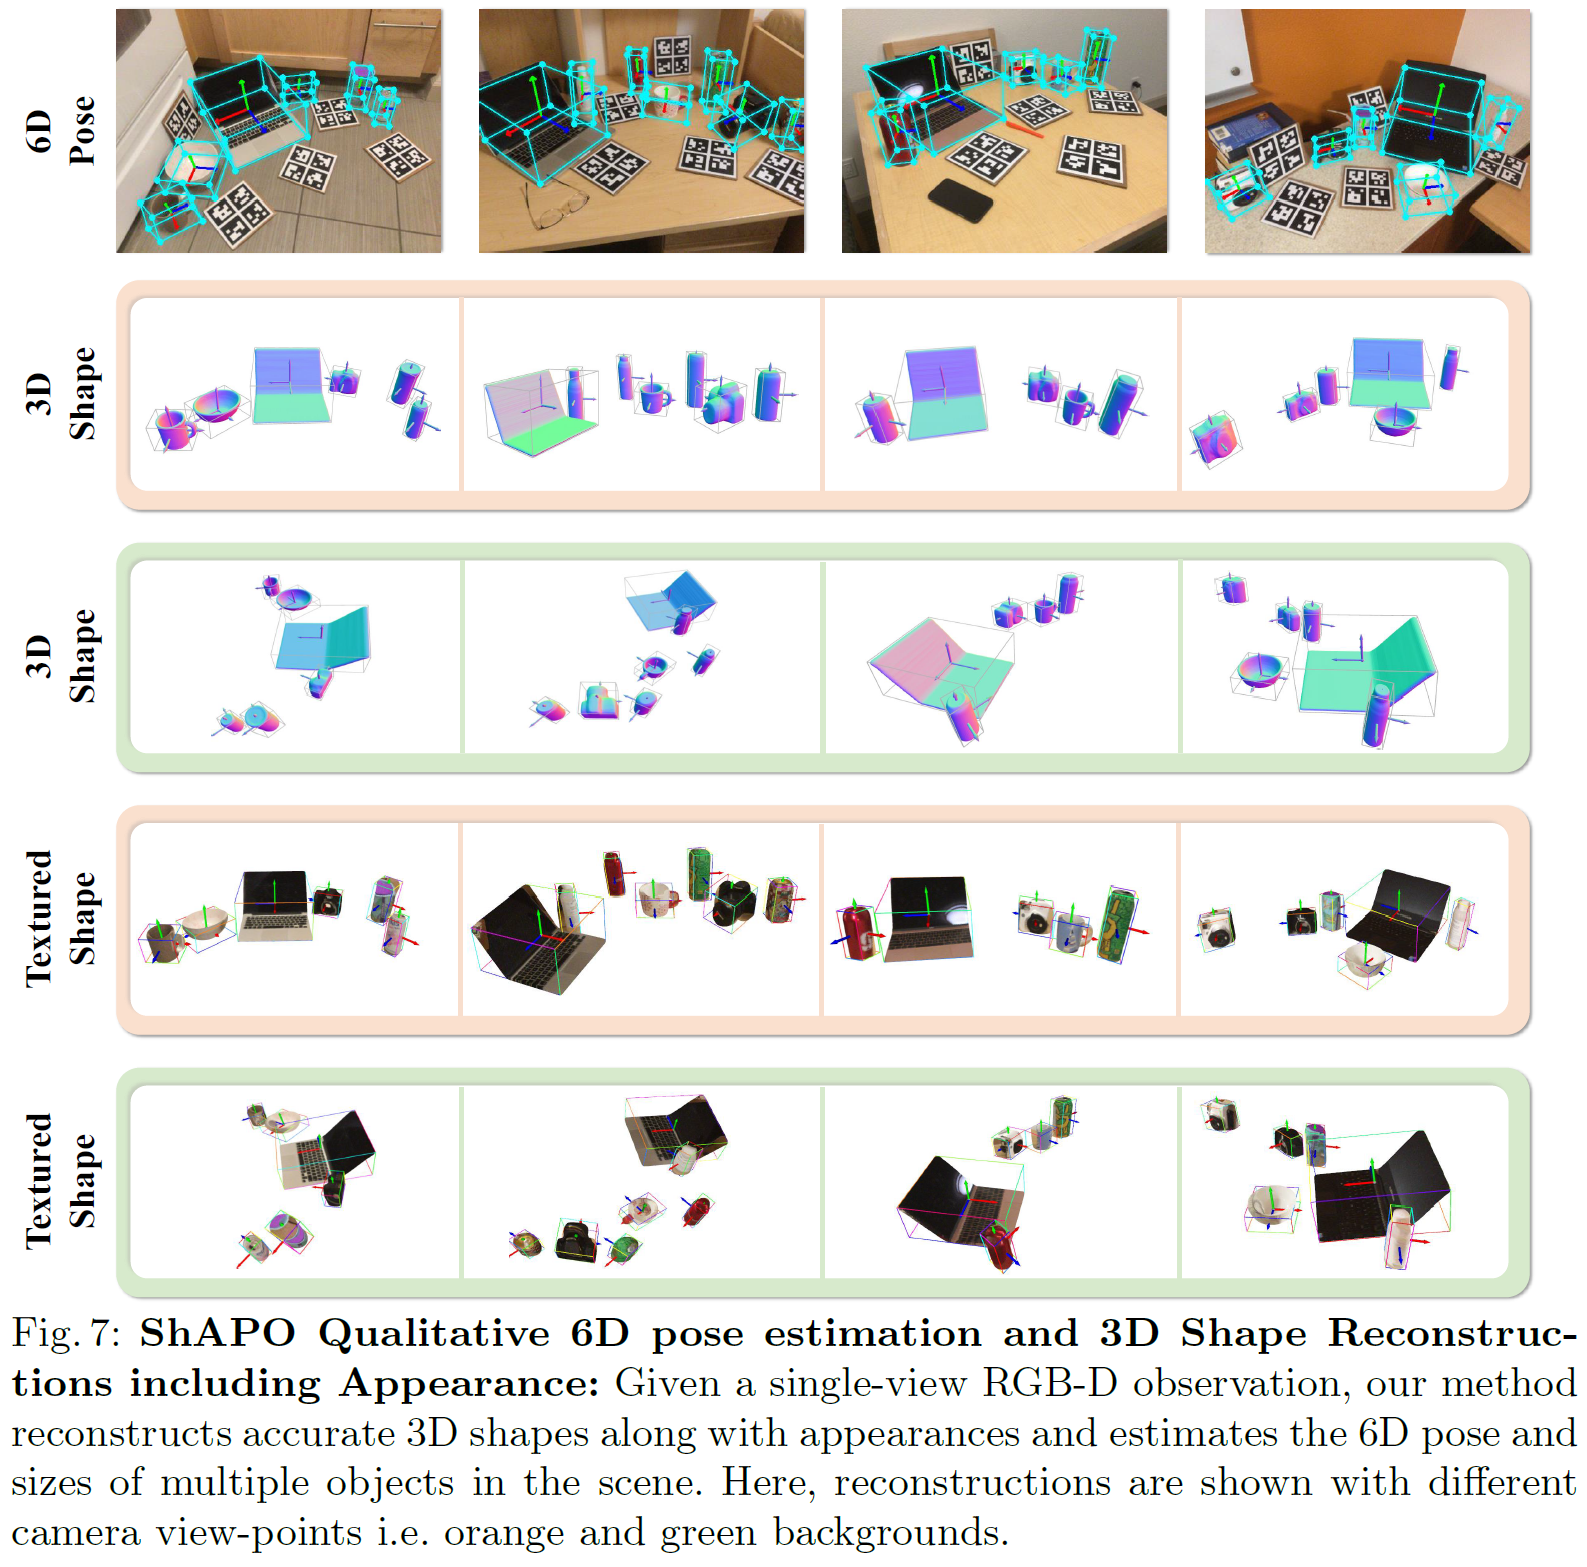 6D
Pose
3D
Shape
3D
Shape
Textured
Shape
Textured
Shape
Fig. 7: ShAPO Qualitative 6D pose estimation and 3D Shape Reconstruc-
tions including Appearance: Given a single-view RGB-D observation, our method
reconstructs accurate 3D shapes along with appearances and estimates the 6D pose and
sizes of multiple objects in the scene. Here, reconstructions are shown with different
camera view-points i.e. orange and green backgrounds.